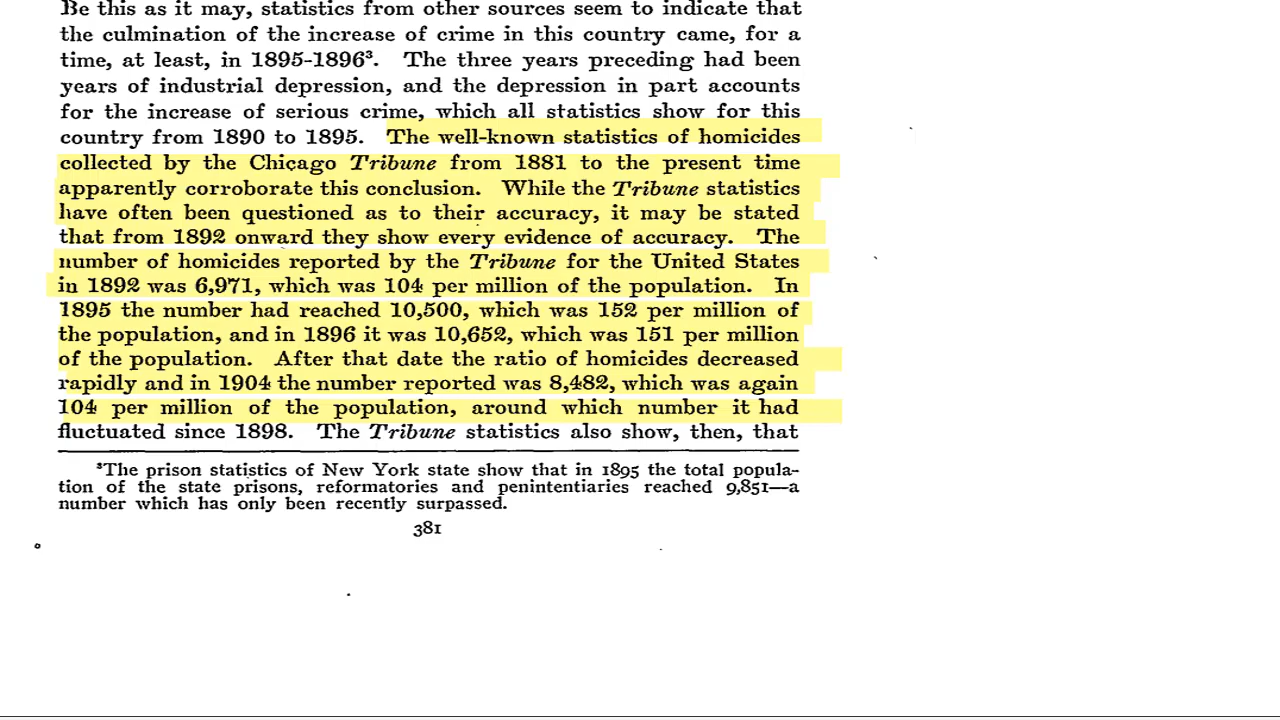 Be this as it may, statistics from other sources seem to indicate that
the culmination of the increase of crime in this country came, for a
time, at least, in 1895-1896³. The three years preceding had been
years of industrial depression, and the depression in part accounts
for the increase of serious crime, which all statistics show for this
country from 1890 to 1895. The well-known statistics of homicides
collected by the Chicago Tribune from 1881 to the present time
apparently corroborate this conclusion. While the Tribune statistics
have often been questioned as to their accuracy, it may be stated
that from 1892 onward they show every evidence of accuracy. The
number of homicides reported by the Tribune for the United States
in 1892 was 6,971, which was 104 per million of the population. In
1895 the number had reached 10,500, which was 152 per million of
the population, and in 1896 it was 10,652, which was 151 per million
of the population. After that date the ratio of homicides decreased
rapidly and in 1904 the number reported was 8,482, which was again
104 per million of the population, around which number it had
fluctuated since 1898. The Tribune statistics also show, then, that
³The prison statistics of New York state show that in 1895 the total popula-
tion of the state prisons, reformatories and penintentiaries reached 9,851—a
number which has only been recently surpassed.
381